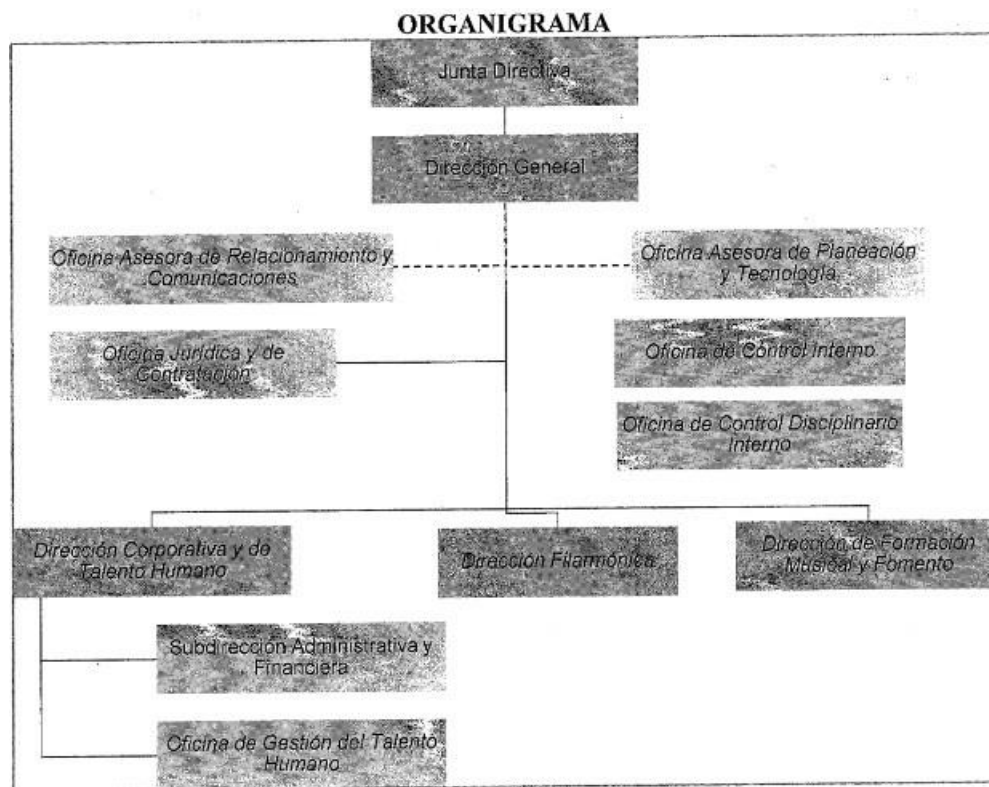 ORGANIGRAMA
Junta Directiva
Dirección General
Oficina Asesora de Relacionamiento y
Comunicaciones
Oficina Asesora de Planeación
y Tecnología
Oficina Jurídica y de
Contratación
Oficina de Control Interno
Oficina de Control Disciplinario
Interno
Dirección Corporativa y de
Talento Humano
Dirección Filarmónica
Dirección de Formación
Musical y Fomento
Subdirección Administrativa y
Financiera
Oficina de Gestión del Talento
Humano